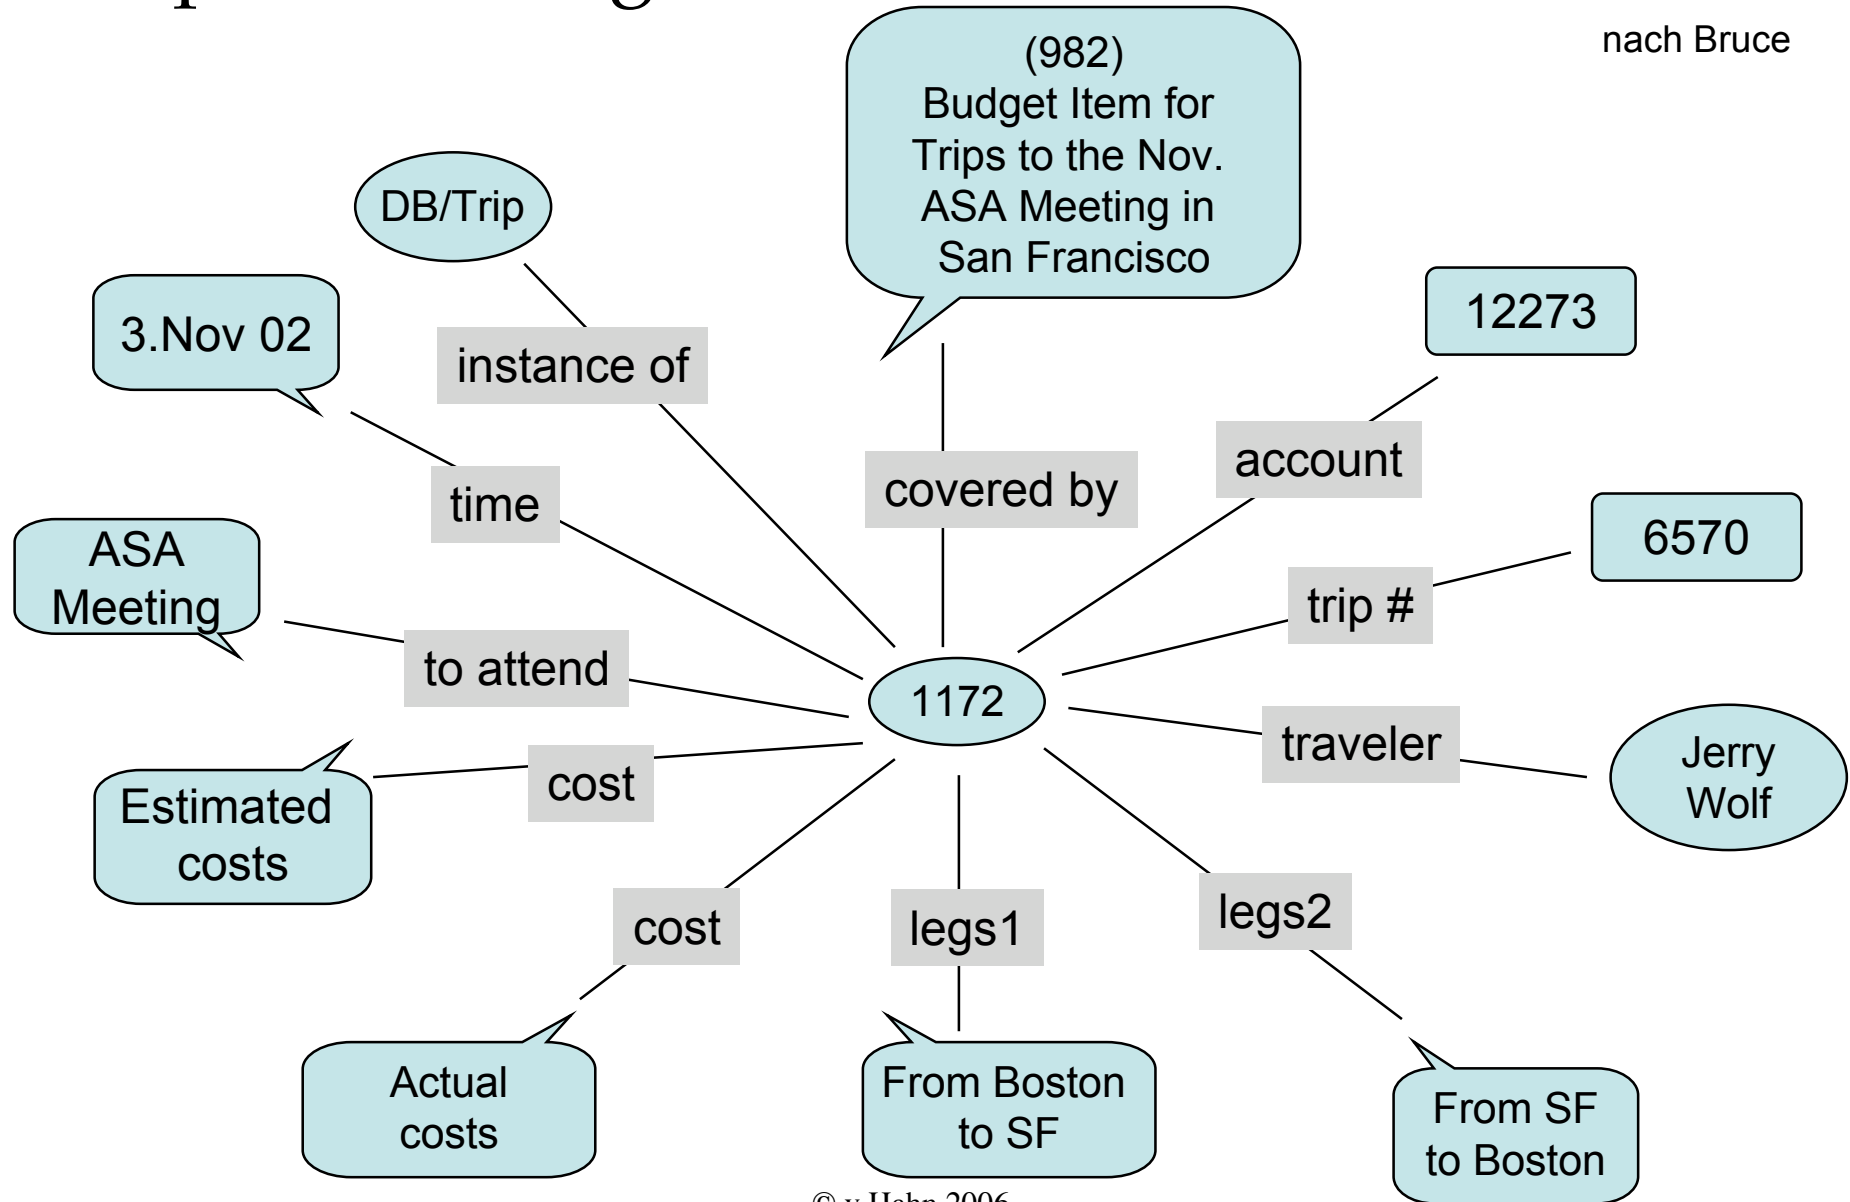 nach Bruce
(982)
Budget Item for
Trips to the Nov.
ASA Meeting in
San Francisco
DB/Trip
3.Nov 02
instance of
12273
account
time
covered by
6570
ASA
Meeting
trip #
to attend
1172
traveler
Jerry
Wolf
cost
Estimated
costs
cost
legs1
legs2
Actual
costs
From Boston
to SF
From SF
to Boston